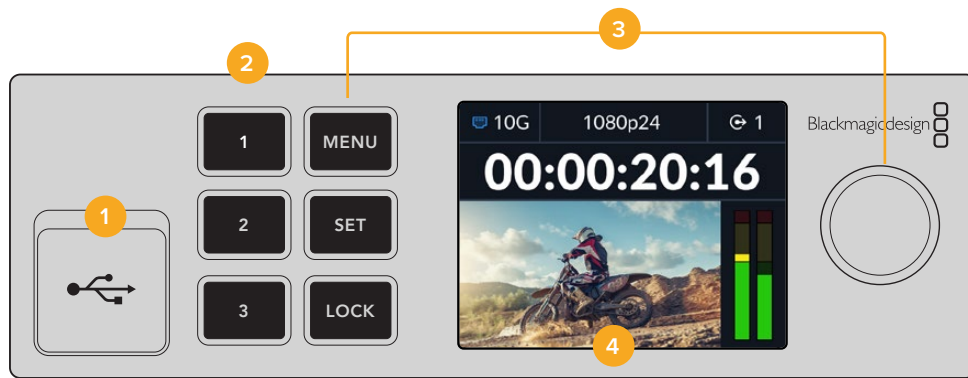 3
2
1 MENU
10G 1080p24 1
Blackmagicdesign
00:00:20:16
1
2 SET
3 LOCK
4